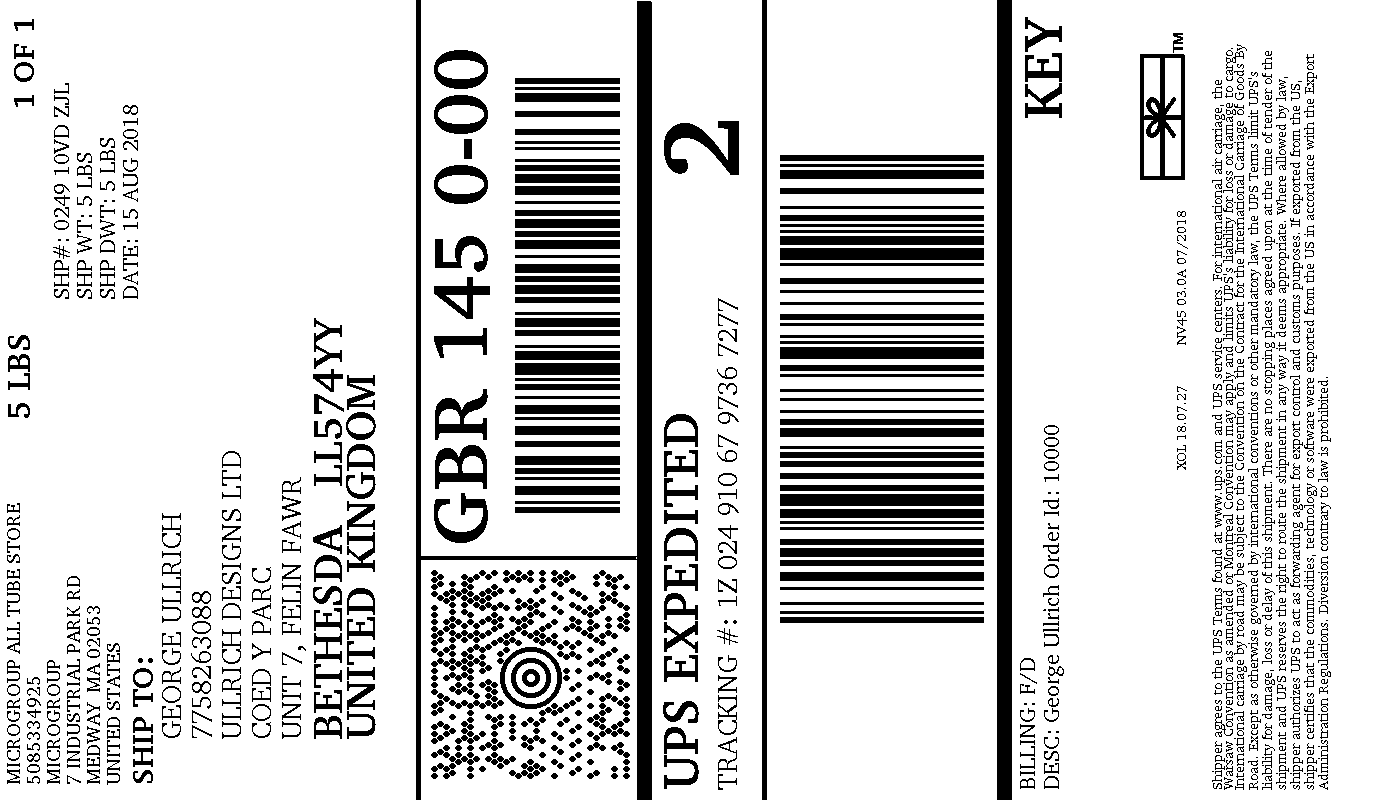 MICROGROUP ALL TUBE STORE
5085334925
MICROGROUP
7 INDUSTRIAL PARK RD
MEDWAY MA 02053
UNITED STATES
5 LBS
1 OF 1
SHP#: 0249 10VD ZJL
SHP WT: 5 LBS
SHP DWT: 5 LBS
DATE: 15 AUG 2018
SHIP TO:
GEORGE ULLRICH
7758263088
ULLRICH DESIGNS LTD
COED Y PARC
UNIT 7, FELIN FAWR
BETHESDA LL574YY
UNITED KINGDOM
GBR 145 0-00
UPS EXPEDITED
2
TRACKING #: 1Z 024 910 67 9736 7277
BILLING: F/D
DESC: George Ullrich Order Id: 10000
KEY
TM
XOL 18.07.27 NV45 03.0A 07/2018
Shipper agrees to the UPS Terms found at www.ups.com and UPS service centers. For international air carriage, the
Warsaw Convention as amended or Montreal Convention may apply and limits UPS's liability for loss or damage to cargo.
International carriage by road may be subject to the Convention on the Contract for the International Carriage of Goods By
Road. Except as otherwise governed by international conventions or other mandatory law, the UPS Terms limit UPS's
liability for damage, loss or delay of this shipment. There are no stopping places agreed upon at the time of tender of the
shipment and UPS reserves the right to route the shipment in any way it deems appropriate. Where allowed by law,
shipper authorizes UPS to act as forwarding agent for export control and customs purposes. If exported from the US,
shipper certifies that the commodities, technology or software were exported from the US in accordance with the Export
Administration Regulations. Diversion contrary to law is prohibited.